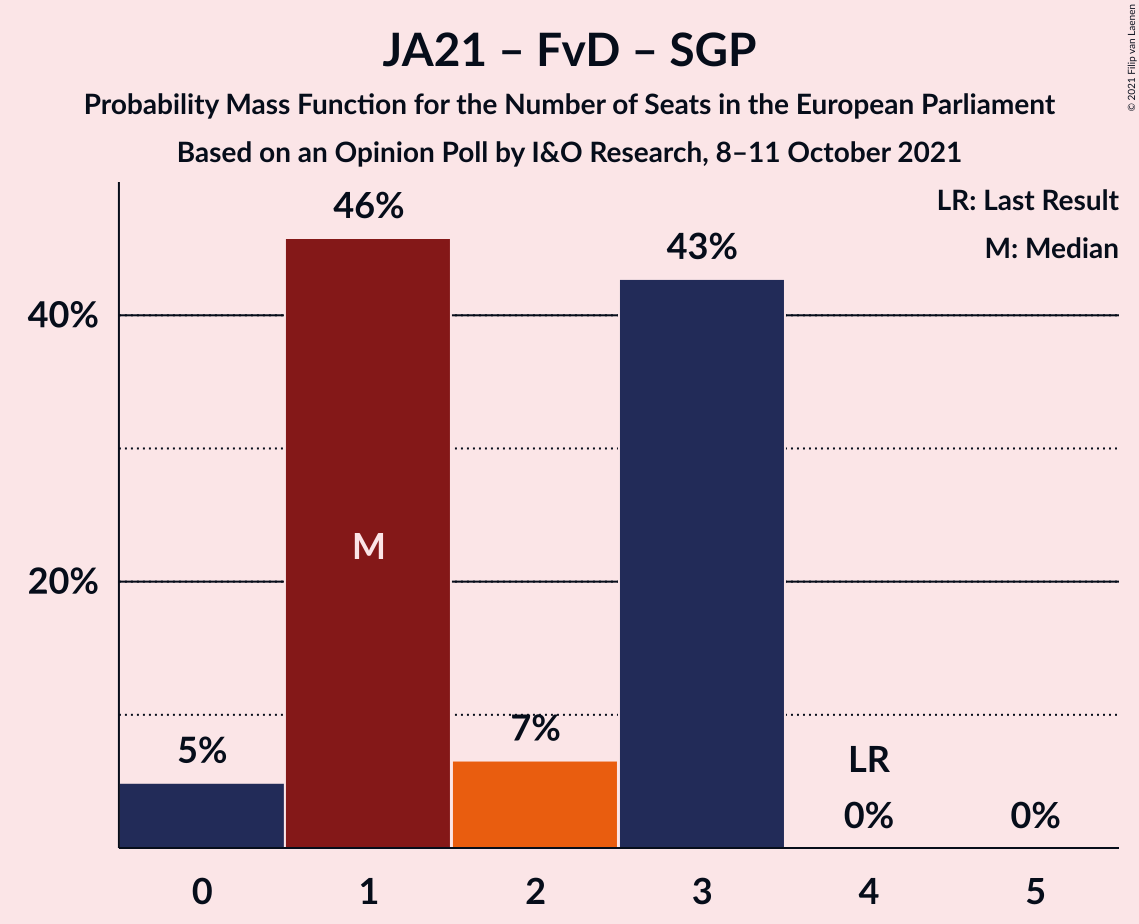 JA21 – FvD – SGP
Probability Mass Function for the Number of Seats in the European Parliament
Based on an Opinion Poll by I&O Research, 8–11 October 2021
© 2021 Filip van Laenen
LR: Last Result
M: Median
46%
43%
40%
M
20%
7%
5%
LR
0%
0%
0 1 2 3 4 5